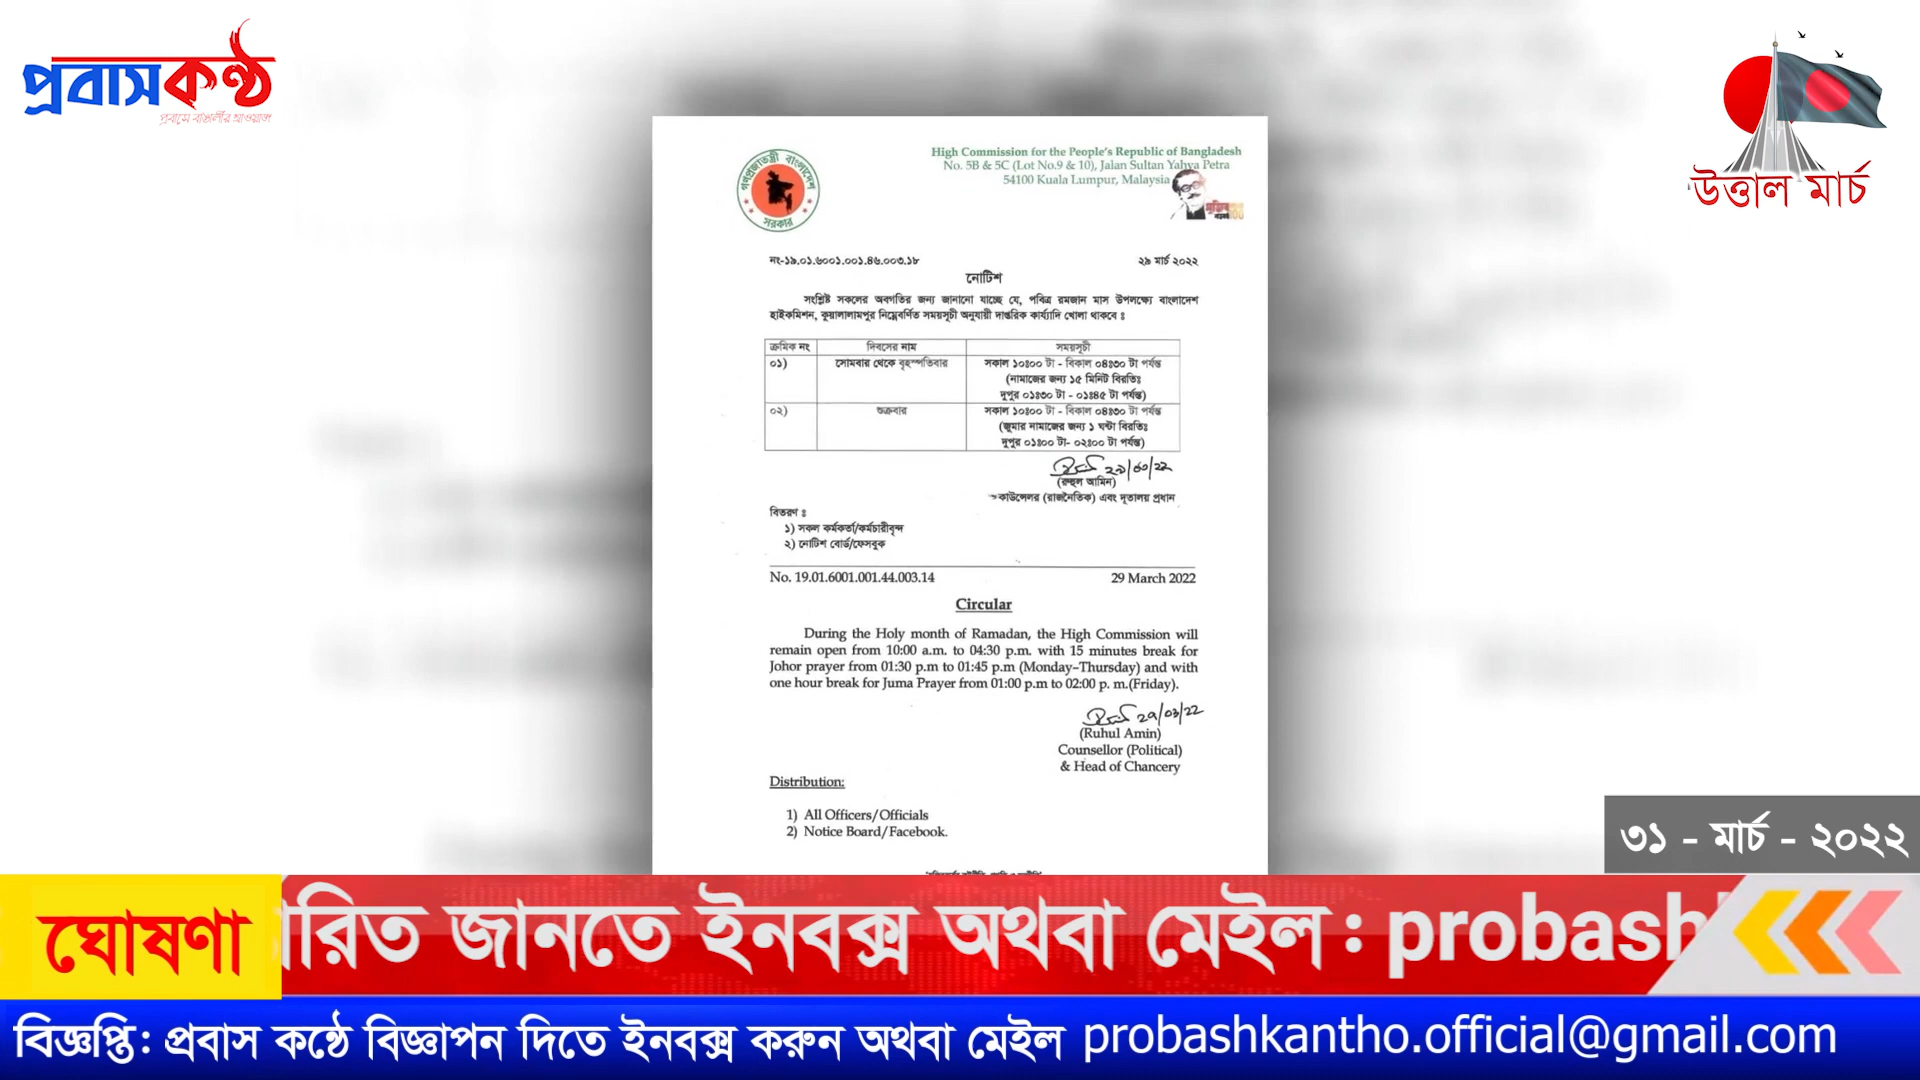 প্রবাসকণ্ঠ
প্রবাসে বাঙালীর আওয়াজ
উত্তাল মার্চ
গণপ্রজাতন্ত্রী বাংলাদেশ
সরকার
High Commission for the People's Republic of Bangladesh
No. 5B & 5C (Lot No.9 & 10), Jalan Sultan Yahya Petra
54100 Kuala Lumpur, Malaysia
নং-১৯.০১.৬০০১.০০১.৪৬.০০৩.১৮
২৯ মার্চ ২০২২
নোটিশ
সংশ্লিষ্ট সকলের অবগতির জন্য জানানো যাচ্ছে যে, পবিত্র রমজান মাস উপলক্ষ্যে বাংলাদেশ
হাইকমিশন, কুয়ালালামপুর নিম্নেবর্ণিত সময়সূচী অনুযায়ী দাপ্তরিক কার্য্যাদি খোলা থাকবে ঃ
ক্রমিক নং দিবসের নাম সময়সূচী
০১) সোমবার থেকে বৃহস্পতিবার সকাল ১০ঃ০০ টা - বিকাল ০৪ঃ৩০ টা পর্যন্ত
(নামাজের জন্য ১৫ মিনিট বিরতিঃ
দুপুর ০১ঃ৩০ টা - ০১ঃ৪৫ টা পর্যন্ত)
০২) শুক্রবার সকাল ১০ঃ০০ টা - বিকাল ০৪ঃ৩০ টা পর্যন্ত
(জুমার নামাজের জন্য ১ ঘন্টা বিরতিঃ
দুপুর ০১ঃ০০ টা- ০২ঃ০০ টা পর্যন্ত)
(রুহুল আমিন)
কাউন্সেলর (রাজনৈতিক) এবং দূতালয় প্রধান
বিতরণ ঃ
১) সকল কর্মকর্তা/কর্মচারীবৃন্দ
২) নোটিশ বোর্ড/ফেসবুক
No. 19.01.6001.001.44.003.14
29 March 2022
Circular
During the Holy month of Ramadan, the High Commission will
remain open from 10:00 a.m. to 04:30 p.m. with 15 minutes break for
Johor prayer from 01:30 p.m to 01:45 p.m (Monday–Thursday) and with
one hour break for Juma Prayer from 01:00 p.m to 02:00 p. m.(Friday).
29/03/22
(Ruhul Amin)
Counsellor (Political)
& Head of Chancery
Distribution:
1) All Officers/Officials
2) Notice Board/Facebook.
৩১ - মার্চ - ২০২২
ঘোষণা
ারিত জানতে ইনবক্স অথবা মেইল : probash
বিজ্ঞপ্তি: প্রবাস কন্ঠে বিজ্ঞাপন দিতে ইনবক্স করুন অথবা মেইল probashkantho.official@gmail.com